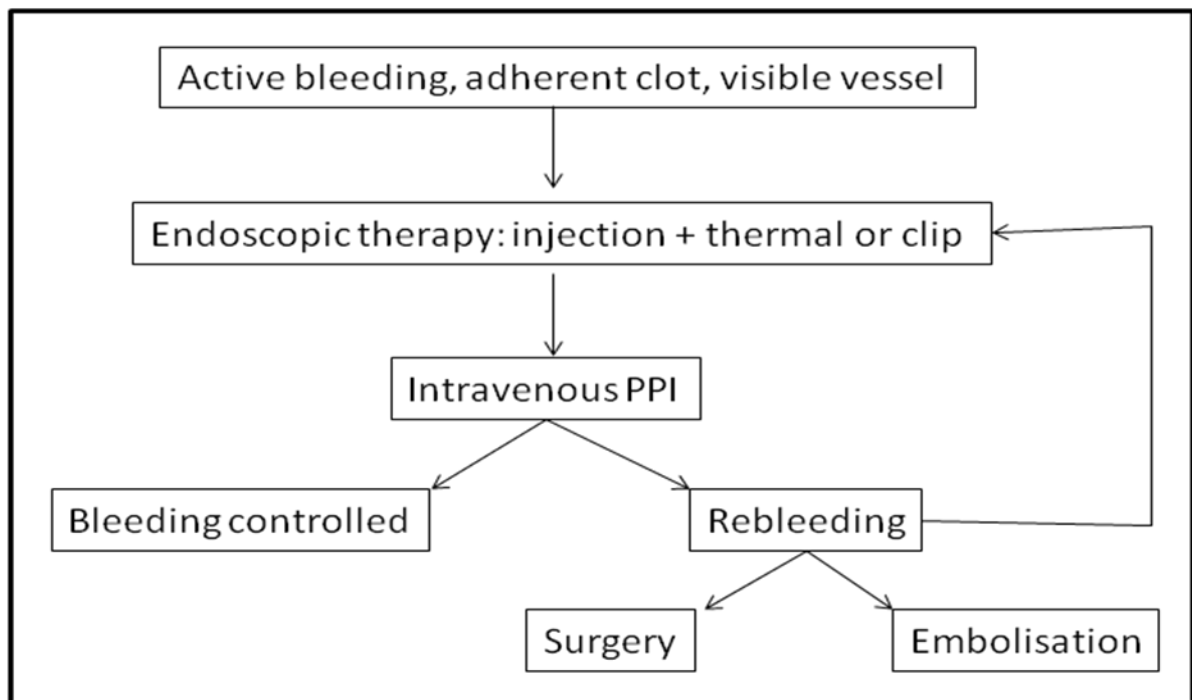 Active bleeding, adherent clot, visible vessel
Endoscopic therapy: injection + thermal or clip
Intravenous PPI
Bleeding controlled
Rebleeding
Surgery
Embolisation